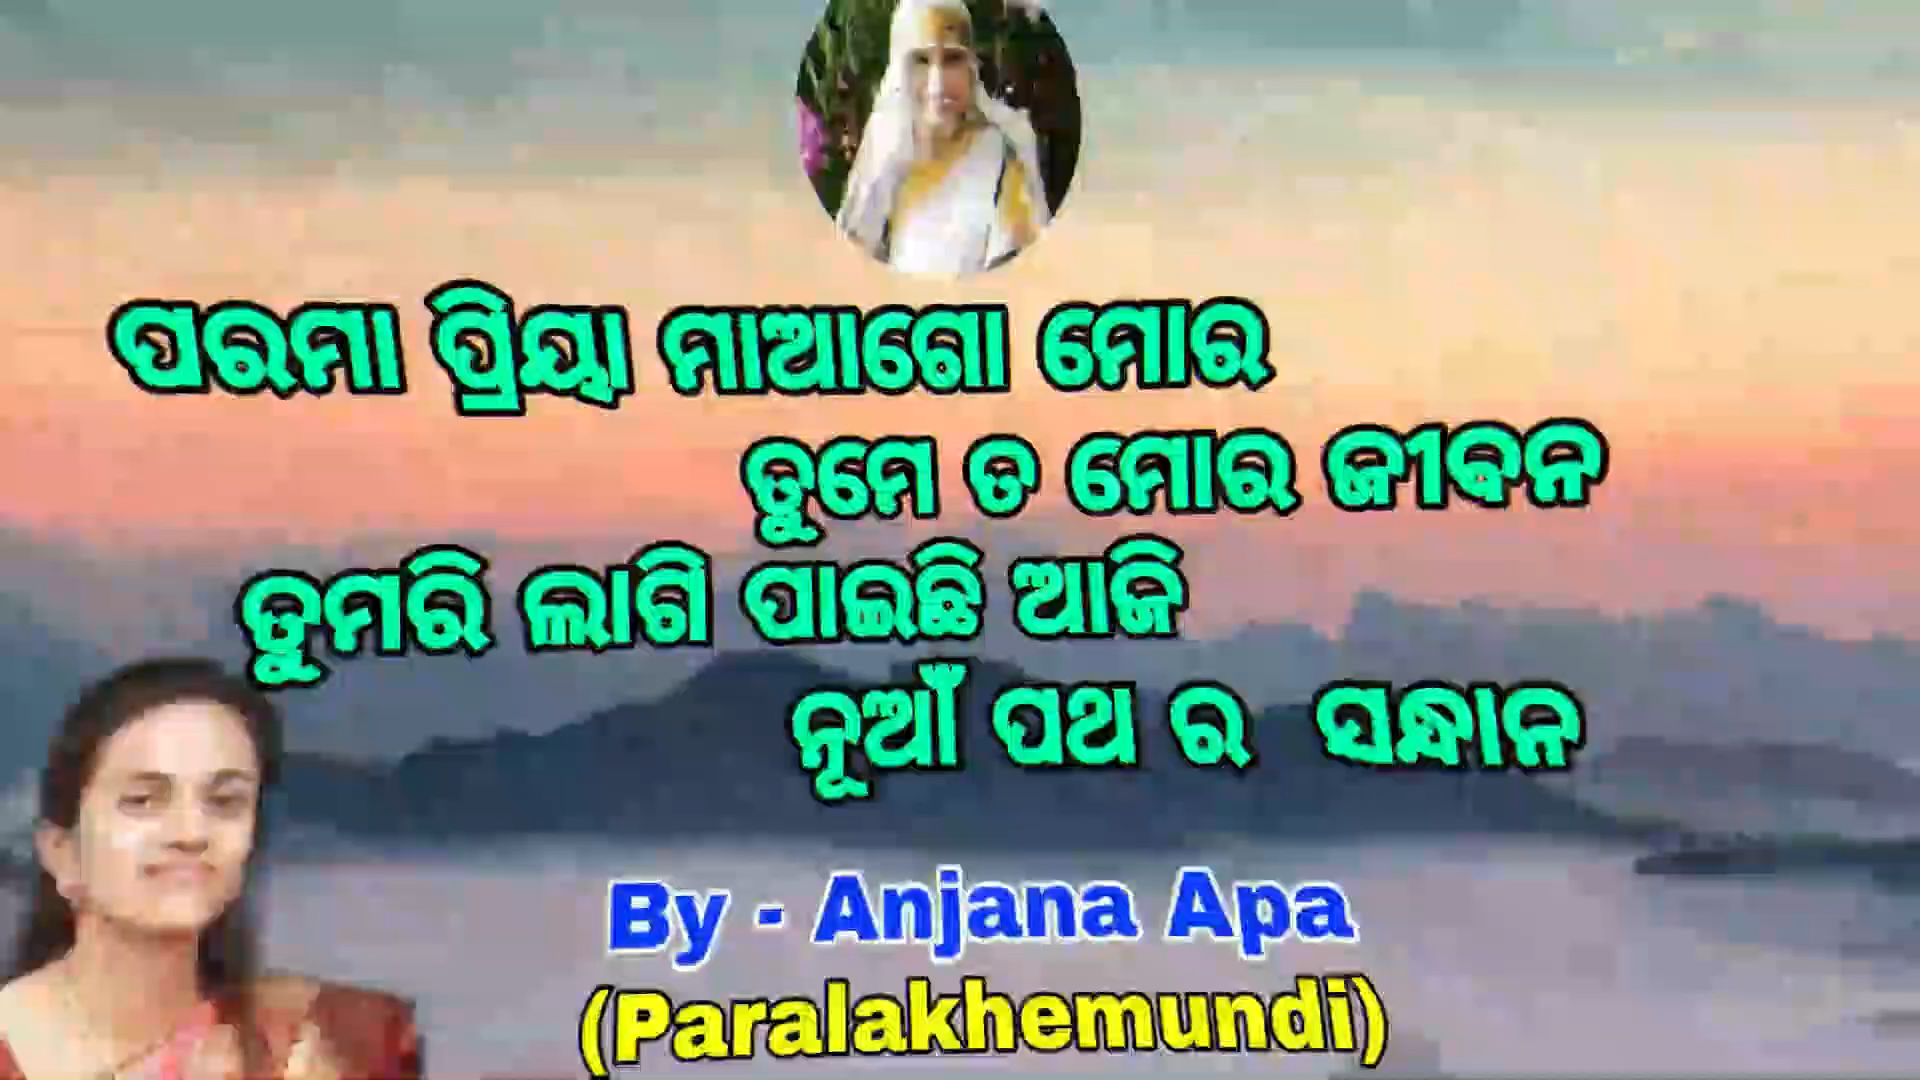 ପରମା ପ୍ରିୟା ମାଆଗୋ ମୋର
ତୁମେ ତ ମୋର ଜୀବନ
ତୁମରି ଲାଗି ପାଇଛି ଆଜି
ନୂଆଁ ପଥ ର ସନ୍ଧାନ
By - Anjana Apa
(Paralakhemundi)